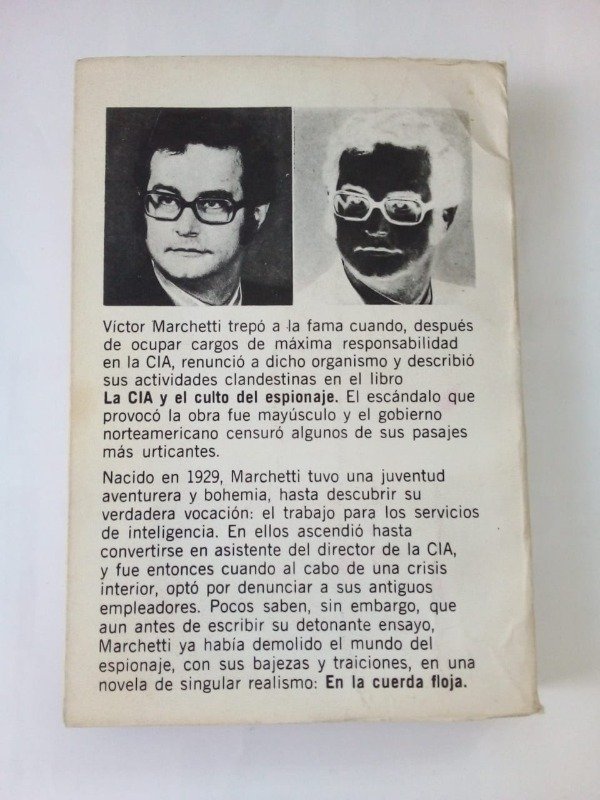 Víctor Marchetti trepó a la fama cuando, después
de ocupar cargos de máxima responsabilidad
en la CIA, renunció a dicho organismo y describió
sus actividades clandestinas en el libro
La CIA y el culto del espionaje. El escándalo que
provocó la obra fue mayúsculo y el gobierno
norteamericano censuró algunos de sus pasajes
más urticantes.
Nacido en 1929, Marchetti tuvo una juventud
aventurera y bohemia, hasta descubrir su
verdadera vocación: el trabajo para los servicios
de inteligencia. En ellos ascendió hasta
convertirse en asistente del director de la CIA,
y fue entonces cuando al cabo de una crisis
interior, optó por denunciar a sus antiguos
empleadores. Pocos saben, sin embargo, que
aun antes de escribir su detonante ensayo,
Marchetti ya había demolido el mundo del
espionaje, con sus bajezas y traiciones, en una
novela de singular realismo: En la cuerda floja.